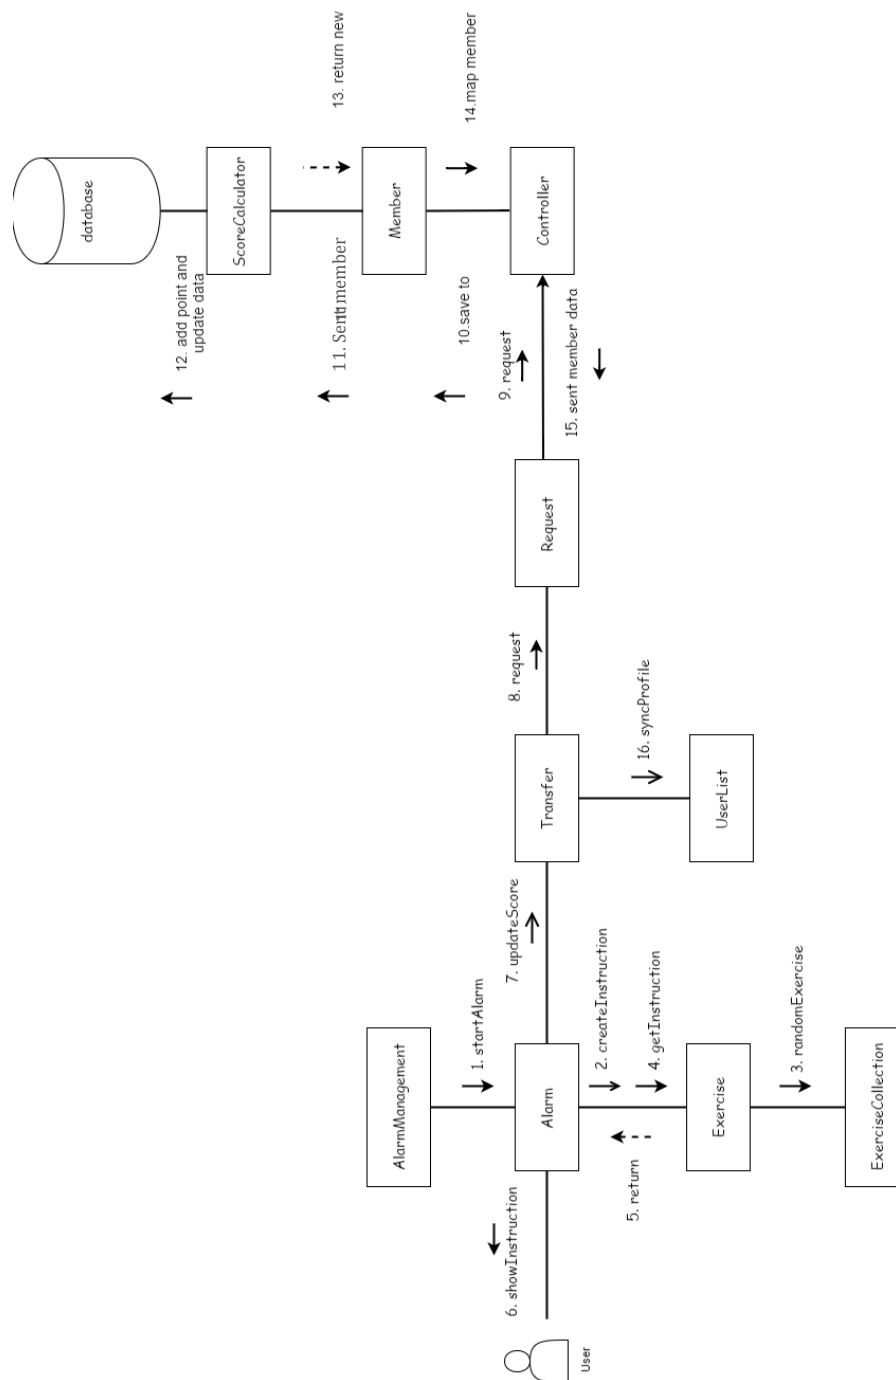 13. return new
14.map member
database
ScoreCalculator
Member
Controller
12. add point and
update data
11. Sent member
10.save to
9. request
15. sent member data
Request
8. request
16. syncProfile
Transfer
UserList
7. updateScore
1. startAlarm
2. createInstruction
4. getInstruction
3. randomExercise
AlarmManagement
Alarm
Exercise
ExerciseCollection
5. return
6. showInstruction
User